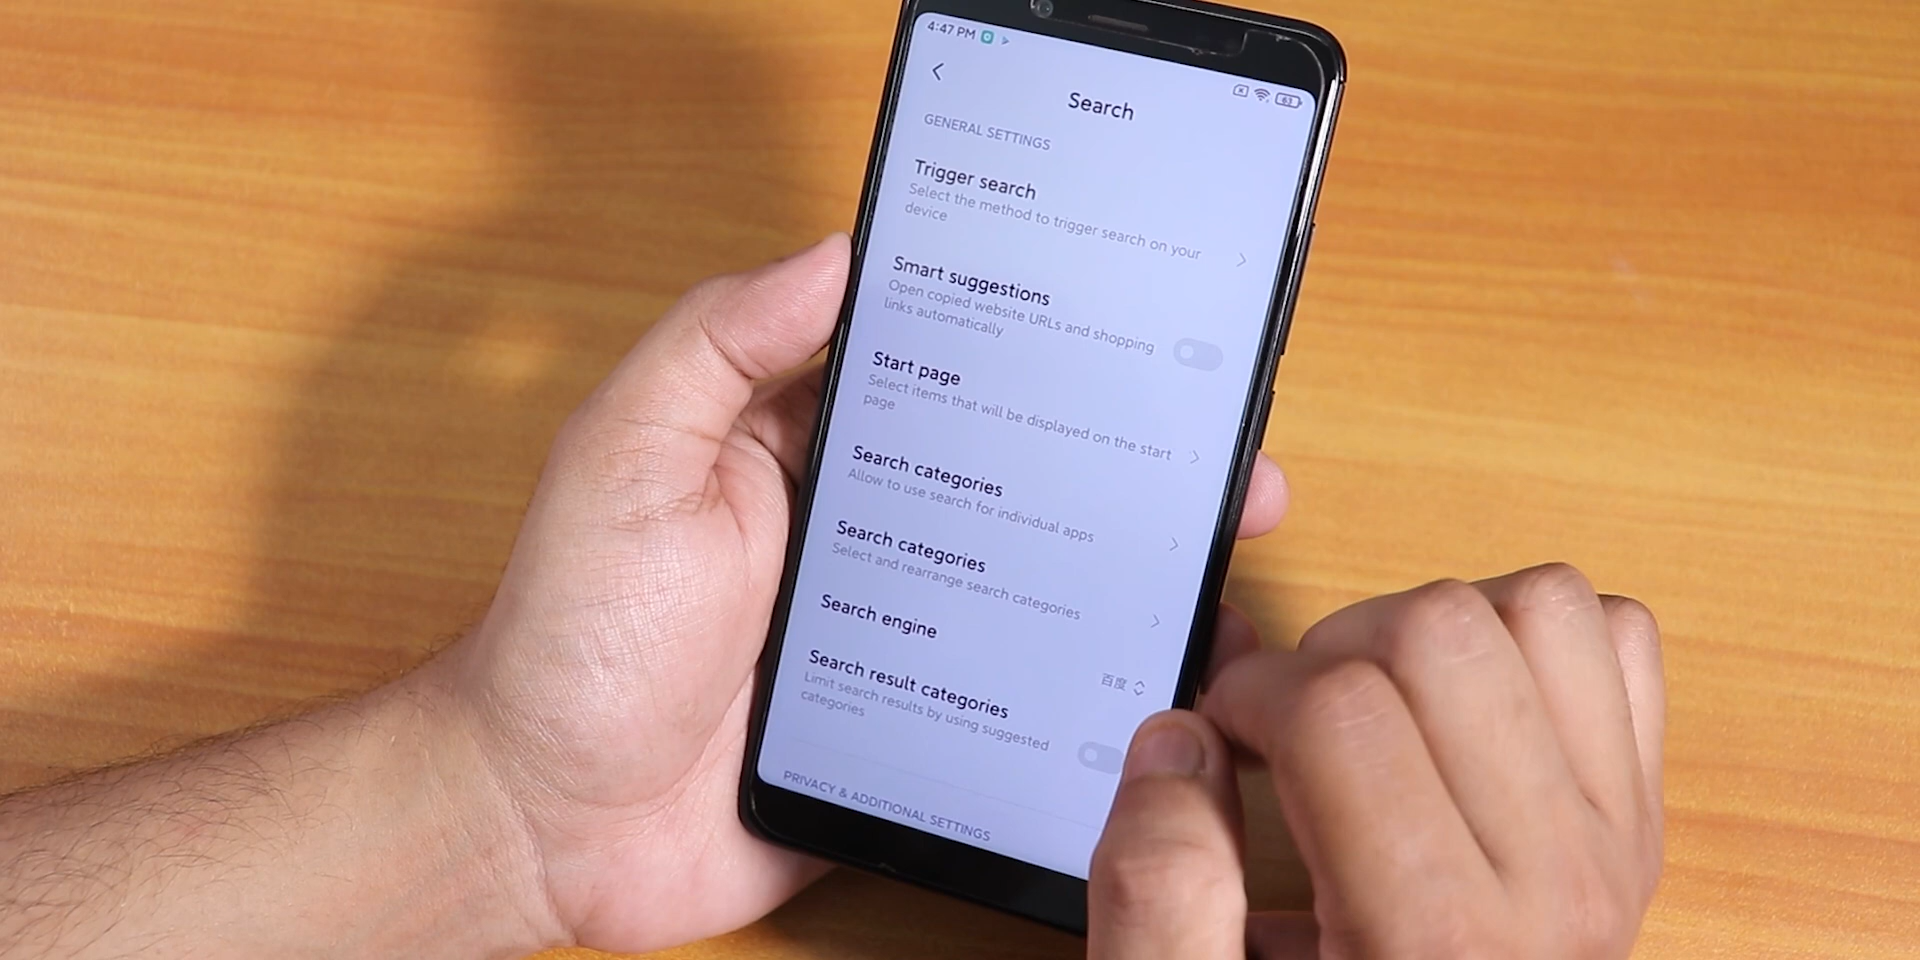 4:47 PM
63
Search
GENERAL SETTINGS
Trigger search
Select the method to trigger search on your
device
Smart suggestions
Open copied website URLs and shopping
links automatically
Start page
Select items that will be displayed on the start
page
Search categories
Allow to use search for individual apps
Search categories
Select and rearrange search categories
Search engine
百度
Search result categories
Limit search results by using suggested
categories
PRIVACY & ADDITIONAL SETTINGS